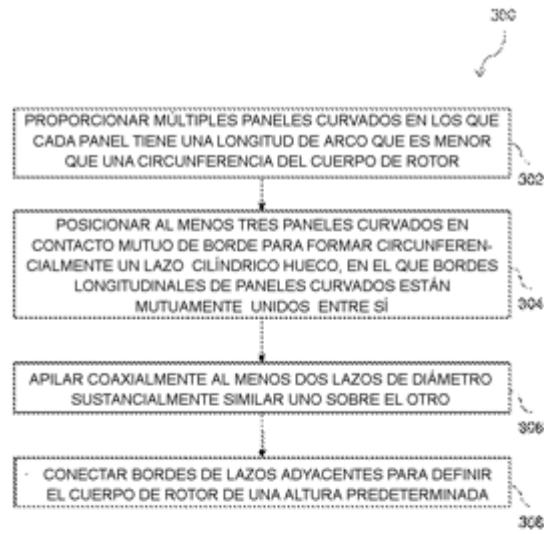 300
PROPORCIONAR MÚLTIPLES PANELES CURVADOS EN LOS QUE
CADA PANEL TIENE UNA LONGITUD DE ARCO QUE ES MENOR
QUE UNA CIRCUNFERENCIA DEL CUERPO DE ROTOR
302
POSICIONAR AL MENOS TRES PANELES CURVADOS EN
CONTACTO MUTUO DE BORDE PARA FORMAR CIRCUNFEREN-
CIALMENTE UN LAZO CILÍNDRICO HUECO, EN EL QUE BORDES
LONGITUDINALES DE PANELES CURVADOS ESTÁN
MUTUAMENTE UNIDOS ENTRE SÍ
304
APILAR COAXIALMENTE AL MENOS DOS LAZOS DE DIÁMETRO
SUSTANCIALMENTE SIMILAR UNO SOBRE EL OTRO
306
CONECTAR BORDES DE LAZOS ADYACENTES PARA DEFINIR
EL CUERPO DE ROTOR DE UNA ALTURA PREDETERMINADA
308